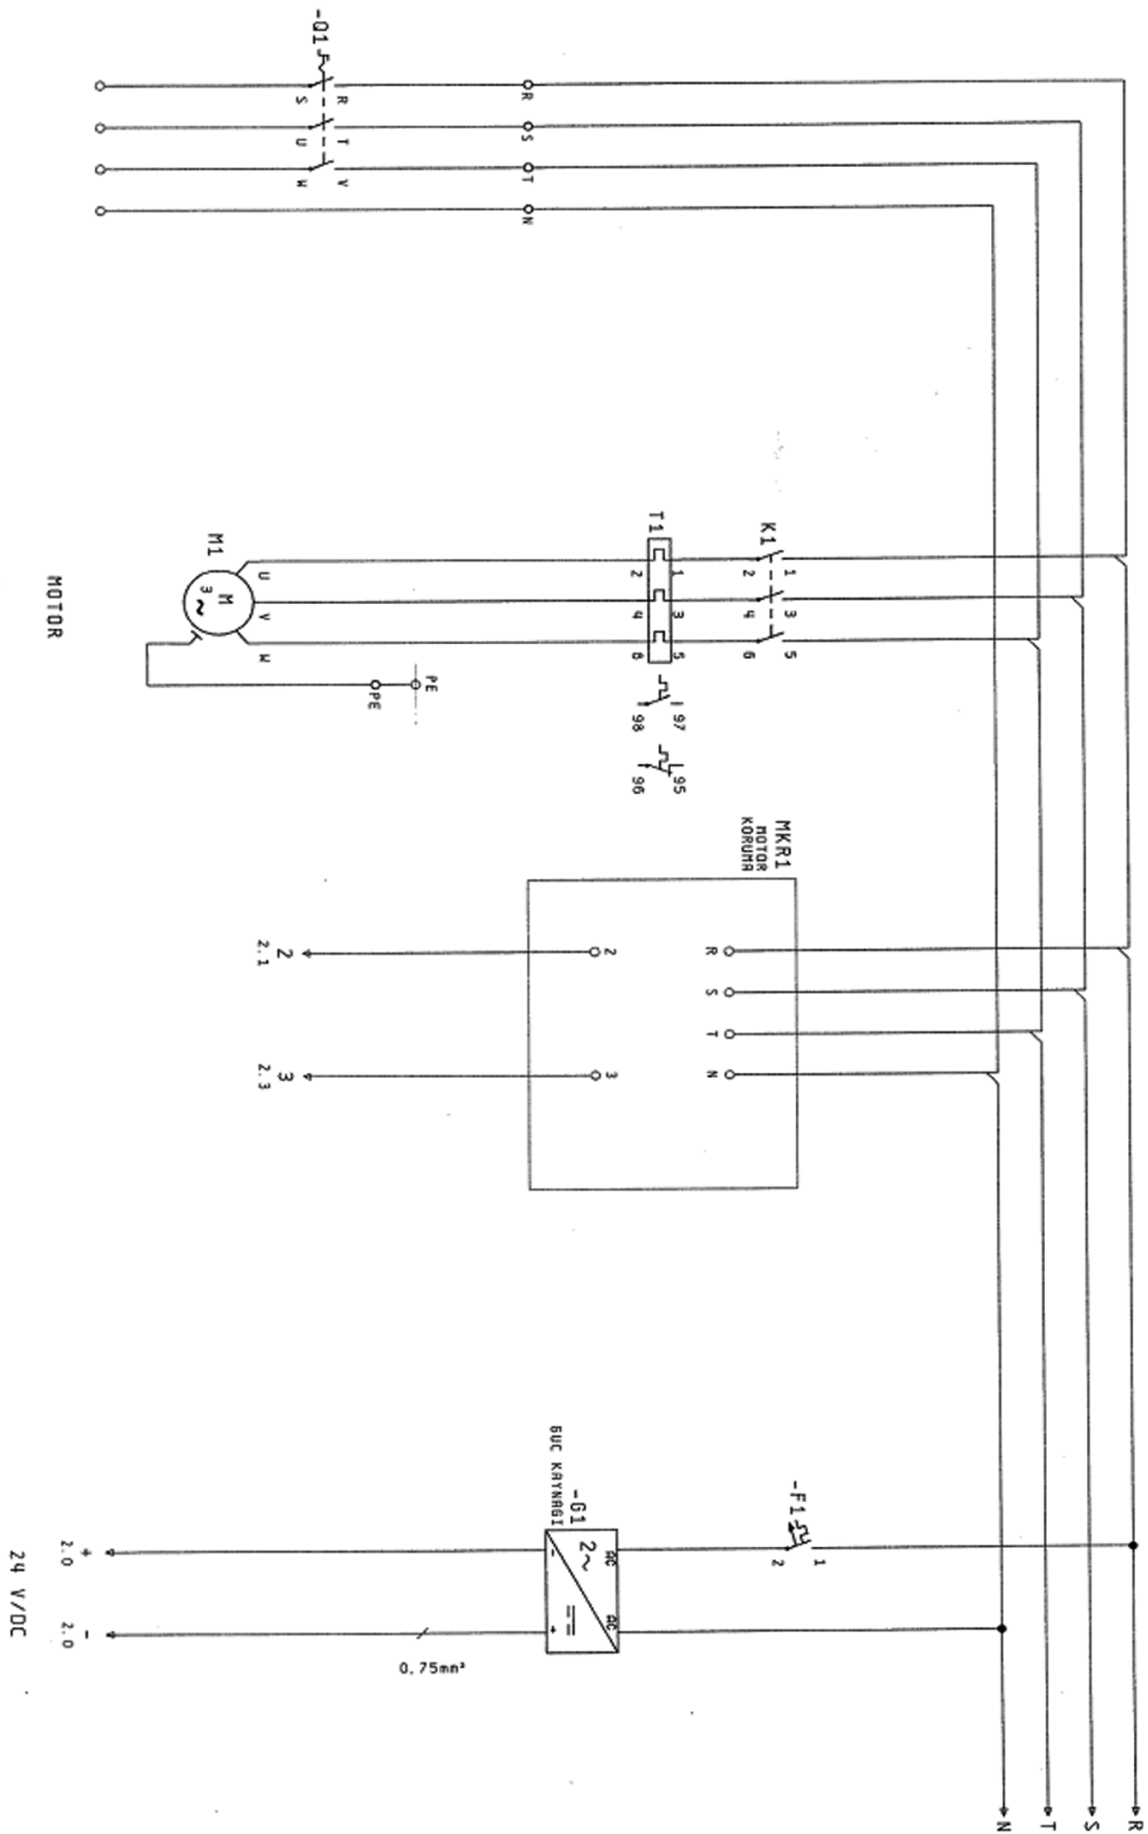 R
S
T
N
R S T N
-Q1
R T V
S U W
K1
1 3 5
2 4 6
T1
1 3 5
2 4 6
97 95
98 96
PE
PE
U V W
M1
M
3~
MOTOR
MKR1
MOTOR
KORUMA
R S T N
2 3
2 3
2.1 2.3
-F1
1
2
-G1
GUC KAYNAGI
AC AC
2~
- +
0.75mm²
+ -
2.0 2.0
24 V/DC